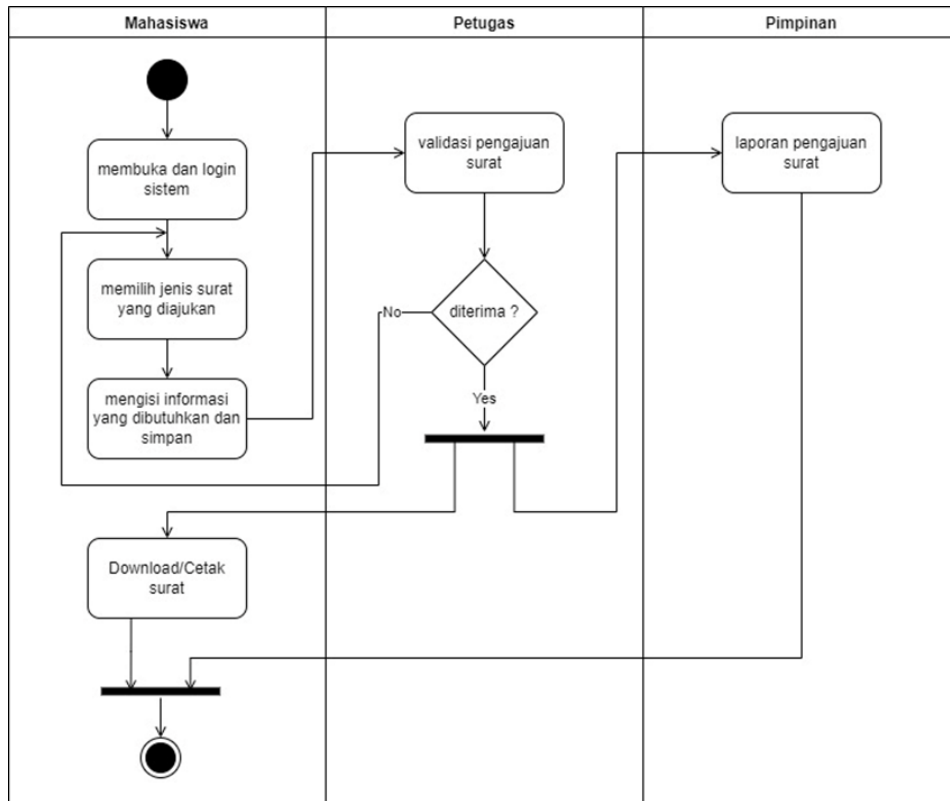 Mahasiswa
Petugas
Pimpinan
membuka dan login
sistem
validasi pengajuan
surat
laporan pengajuan
surat
memilih jenis surat
yang diajukan
No
diterima ?
mengisi informasi
yang dibutuhkan dan
simpan
Yes
Download/Cetak
surat